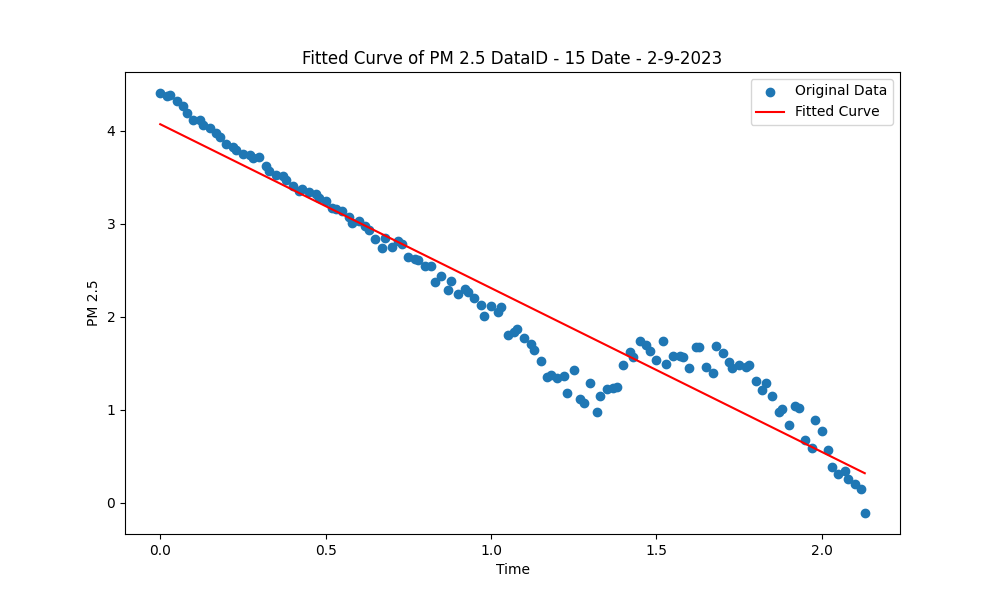 Fitted Curve of PM 2.5 DataID - 15 Date - 2-9-2023
Original Data
Fitted Curve
4
3
2
1
0
PM 2.5
0.0
0.5
1.0
1.5
2.0
Time